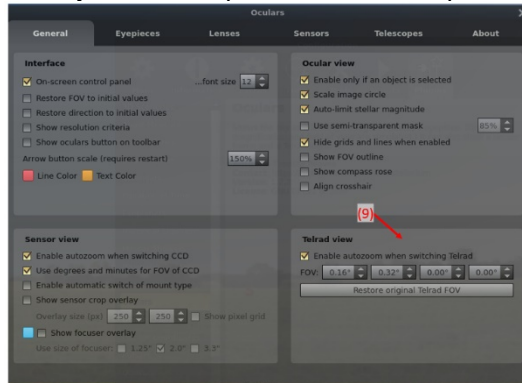 Oculars
General Eyepieces Lenses Sensors Telescopes About
Interface
On-screen control panel ...font size 12
Restore FOV to initial values
Restore direction to initial values
Show resolution criteria
Show oculars button on toolbar
Arrow button scale (requires restart) 150%
Line Color Text Color
Ocular view
Enable only if an object is selected
Scale image circle
Auto-limit stellar magnitude
Use semi-transparent mask 85%
Hide grids and lines when enabled
Show FOV outline
Show compass rose
Align crosshair
(9)
Sensor view
Enable autozoom when switching CCD
Use degrees and minutes for FOV of CCD
Enable automatic switch of mount type
Show sensor crop overlay
Overlay size (px) 250 250 Show pixel grid
Show focuser overlay
Use size of focuser: 1.25" 2.0" 3.3"
Telrad view
Enable autozoom when switching Telrad
FOV: 0.16° 0.32° 0.00° 0.00°
Restore original Telrad FOV